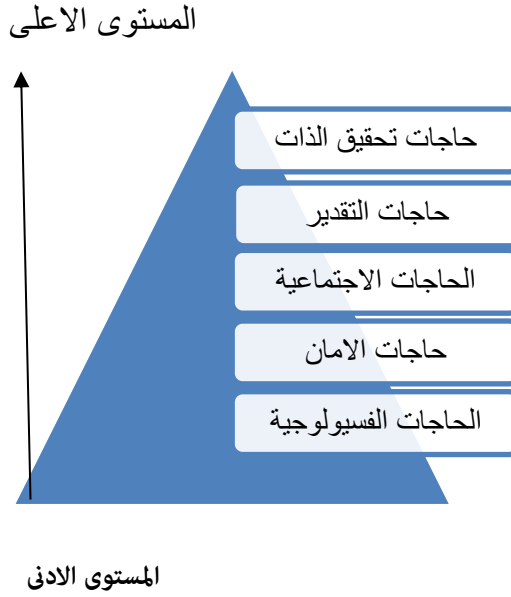 المستوى الاعلى
حاجات تحقيق الذات
حاجات التقدير
الحاجات الاجتماعية
حاجات الامان
الحاجات الفسيولوجية
المستوى الادنى